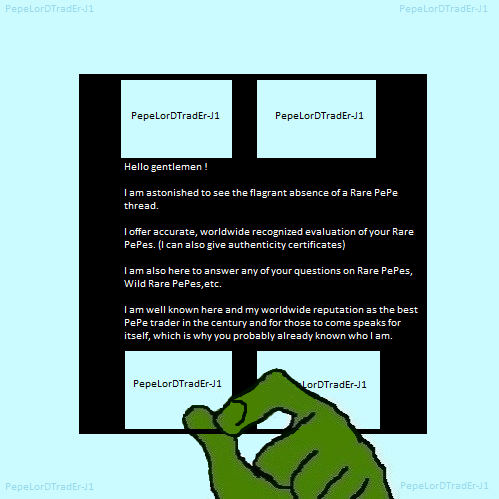 PepeLorDTradEr-J1 PepeLorDTradEr-J1
PepeLorDTradEr-J1 PepeLorDTradEr-J1
Hello gentlemen !
I am astonished to see the flagrant absence of a Rare PePe
thread.
I offer accurate, worldwide recognized evaluation of your Rare
PePes. (I can also give authenticity certificates)
I am also here to answer any of your questions on Rare PePes,
Wild Rare PePes,etc.
I am well known here and my worldwide reputation as the best
PePe trader in the century and for those to come speaks for
itself, which is why you probably already known who I am.
PepeLorDTradEr-J1 LorDTradEr-J1
PepeLorDTradEr-J1 PepeLorDTradEr-J1